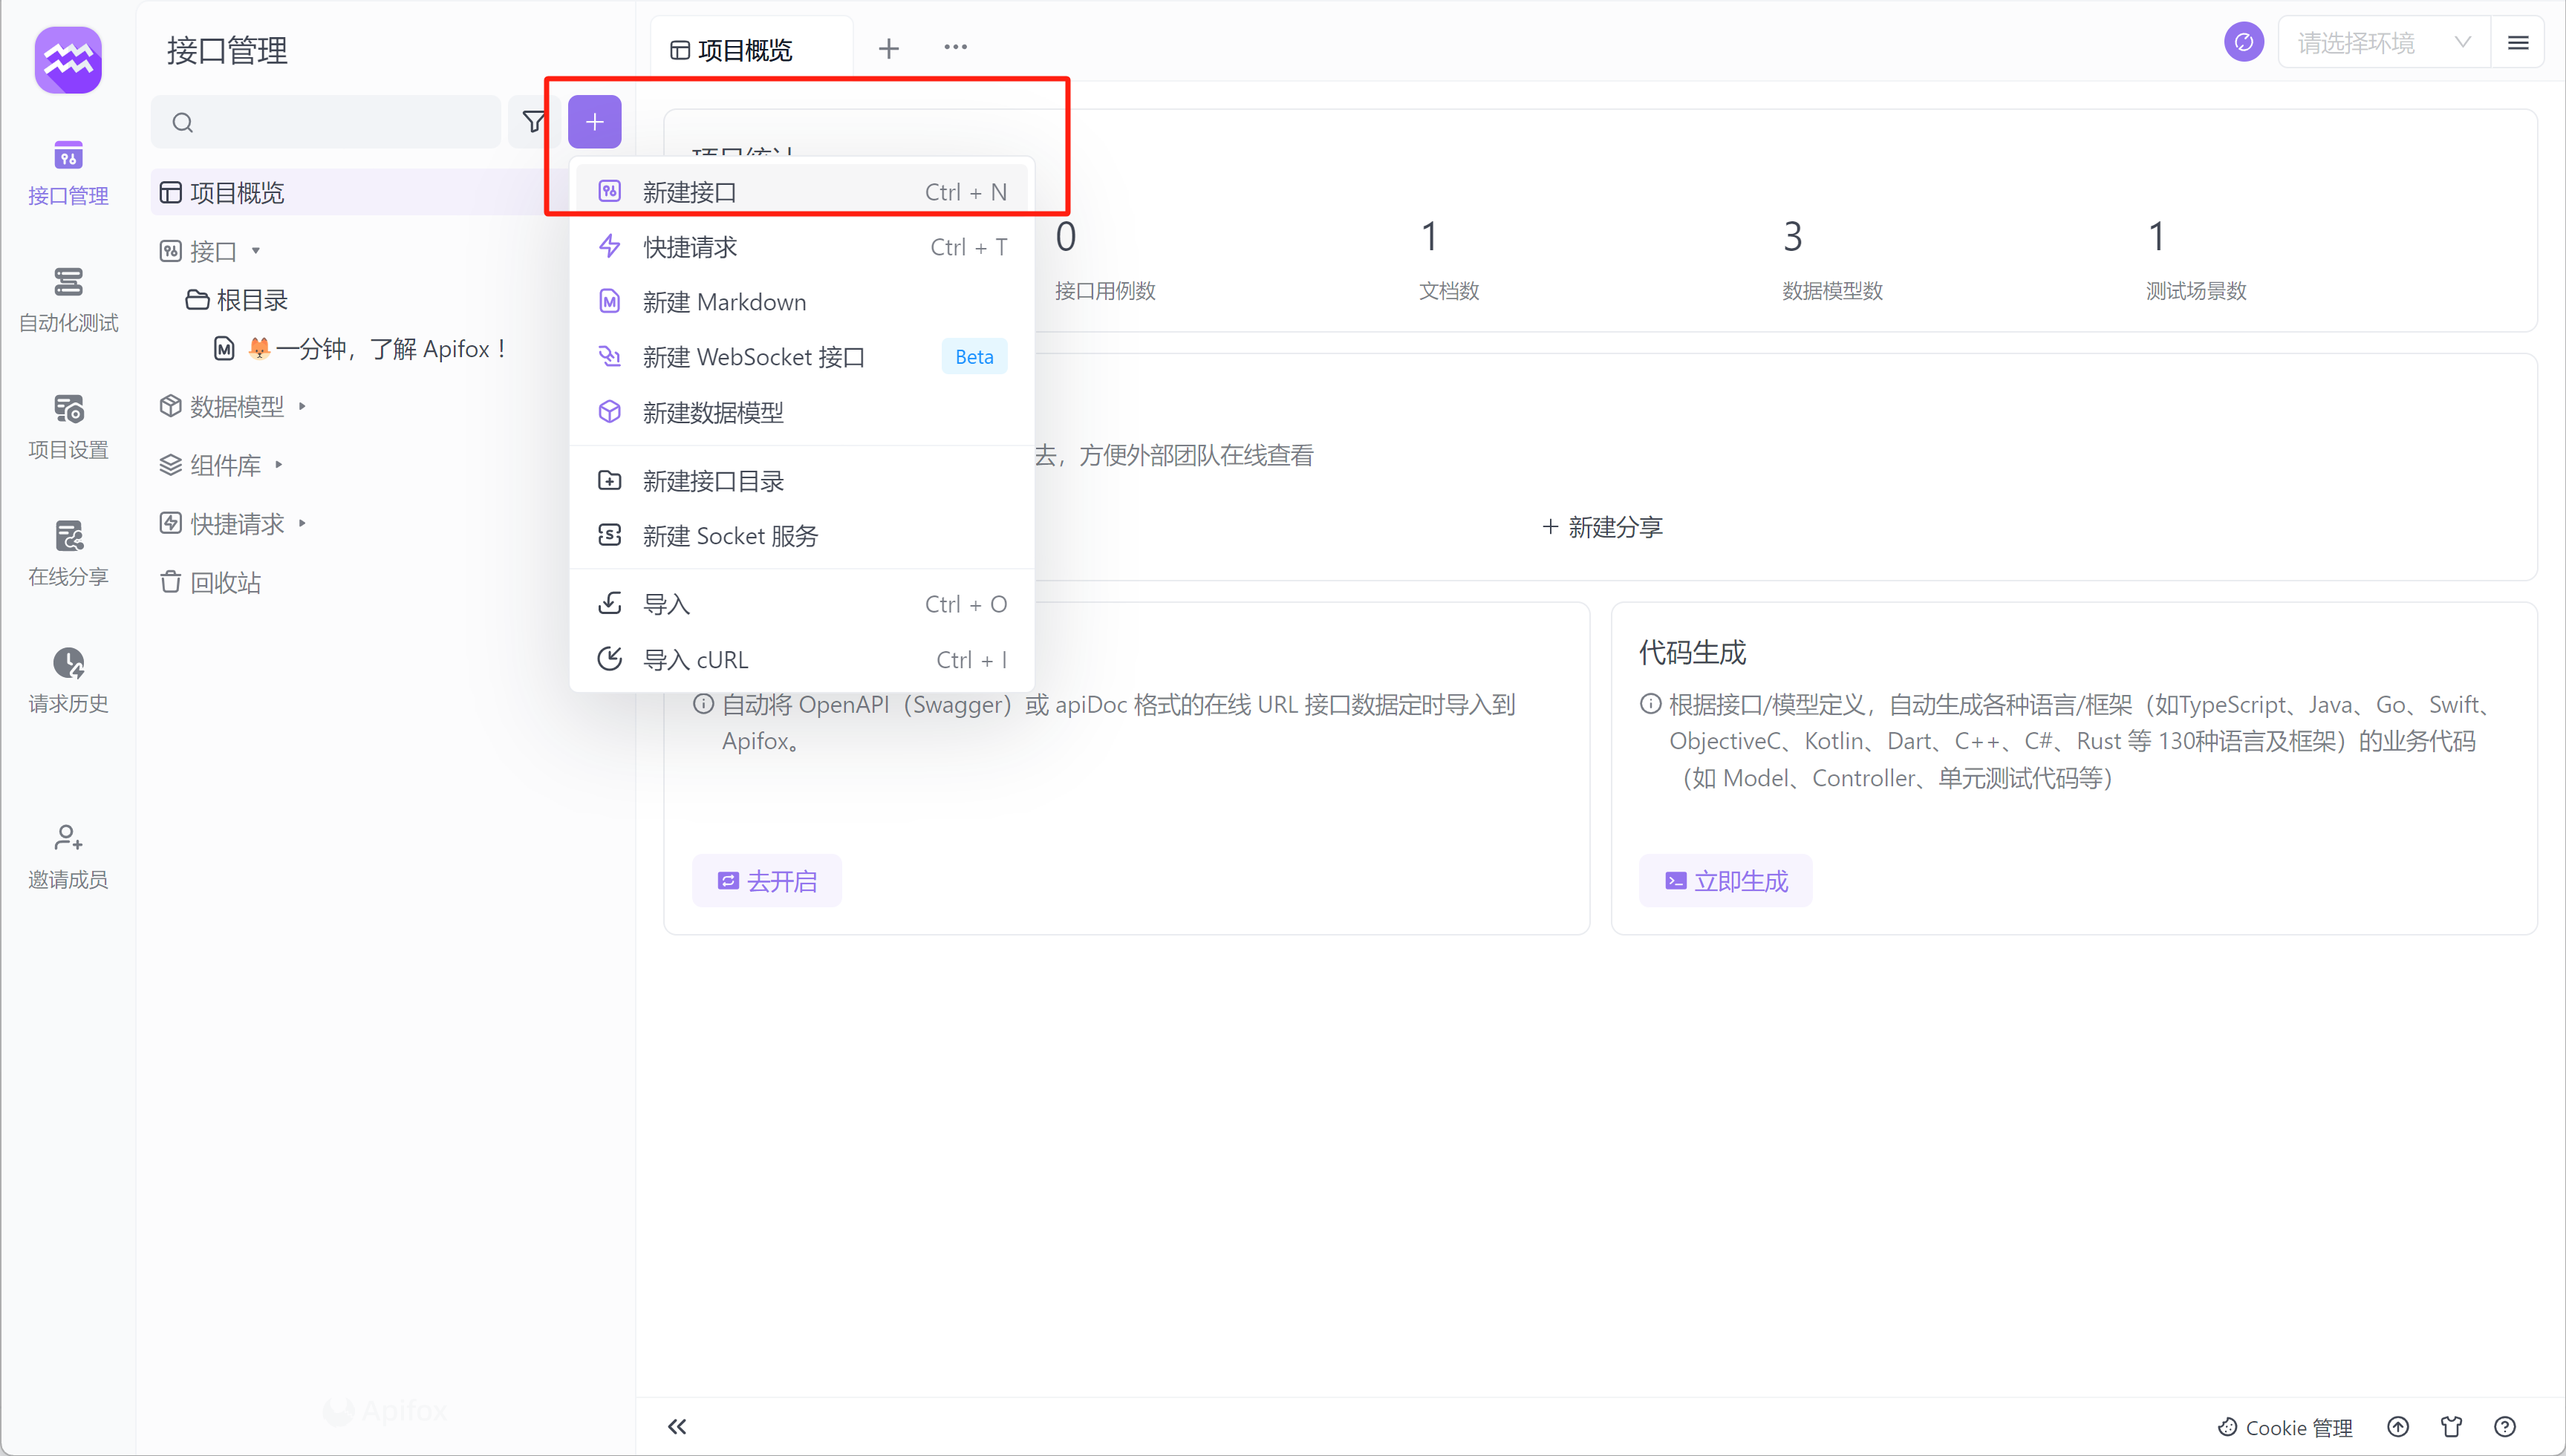 接口管理
项目概览
请选择环境
接口管理
自动化测试
项目设置
在线分享
请求历史
邀请成员
项目概览
接口
根目录
一分钟，了解 Apifox！
数据模型
组件库
快捷请求
回收站
Apifox
新建接口 Ctrl + N
快捷请求 Ctrl + T
新建 Markdown
新建 WebSocket 接口 Beta
新建数据模型
新建接口目录
新建 Socket 服务
导入 Ctrl + O
导入 cURL Ctrl + I
项目统计
0 1 3 1
接口用例数 文档数 数据模型数 测试场景数
去，方便外部团队在线查看
新建分享
自动将 OpenAPI（Swagger）或 apiDoc 格式的在线 URL 接口数据定时导入到
Apifox。
去开启
代码生成
根据接口/模型定义，自动生成各种语言/框架（如TypeScript、Java、Go、Swift、
ObjectiveC、Kotlin、Dart、C++、C#、Rust 等 130种语言及框架）的业务代码
（如 Model、Controller、单元测试代码等）
立即生成
Cookie 管理